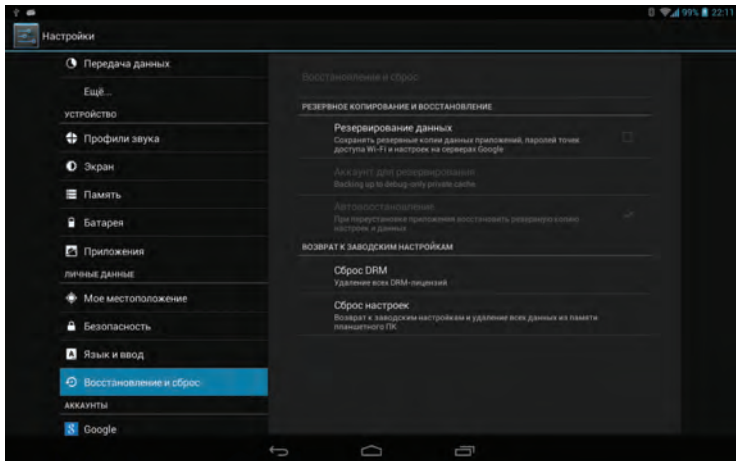 99% 22:11
Настройки
Передача данных
Ещё...
УСТРОЙСТВО
Профили звука
Экран
Память
Батарея
Приложения
ЛИЧНЫЕ ДАННЫЕ
Мое местоположение
Безопасность
Язык и ввод
Восстановление и сброс
АККАУНТЫ
Google
Восстановление и сброс
РЕЗЕРВНОЕ КОПИРОВАНИЕ И ВОССТАНОВЛЕНИЕ
Резервирование данных
Сохранять резервные копии данных приложений, паролей точек
доступа Wi-Fi и настроек на серверах Google
Аккаунт для резервирования
Backing up to debug-only private cache
Автовосстановление
При переустановке приложения восстановить резервную копию
настроек и данных
ВОЗВРАТ К ЗАВОДСКИМ НАСТРОЙКАМ
Сброс DRM
Удаление всех DRM-лицензий
Сброс настроек
Возврат к заводским настройкам и удаление всех данных из памяти
планшетного ПК